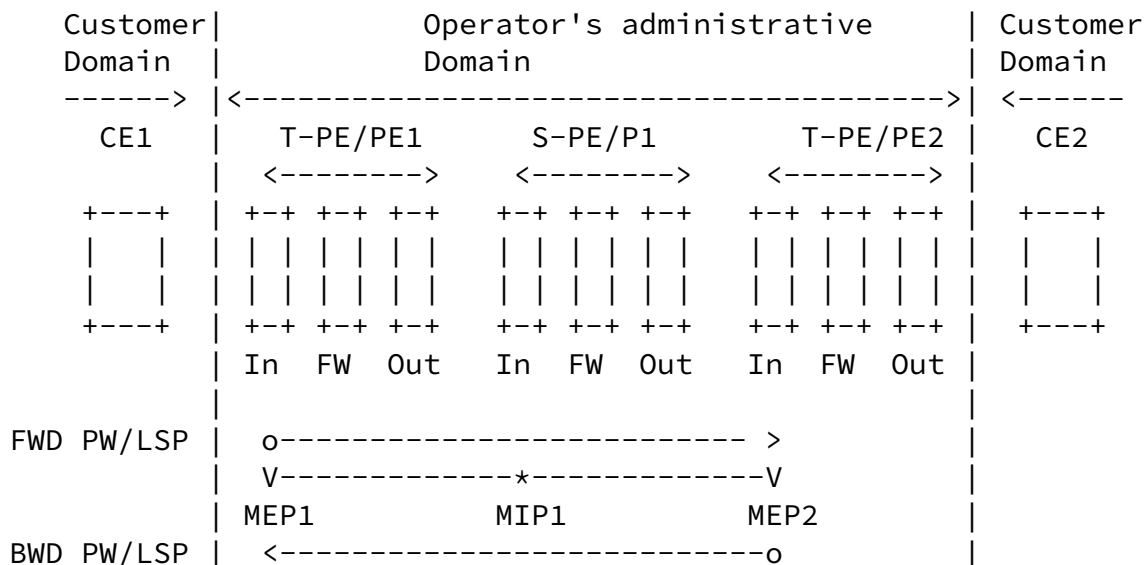 Customer| Operator's administrative | Customer
Domain | Domain | Domain
------> |<--------------------------------------->| <------
CE1 | T-PE/PE1 S-PE/P1 T-PE/PE2 | CE2
| <--------> <--------> <--------> |
+---+ | +-+ +-+ +-+ +-+ +-+ +-+ +-+ +-+ +-+ | +---+
| | | | | | | | | | | | | | | | | | | | | | | |
| | | | | | | | | | | | | | | | | | | | | | | |
+---+ | +-+ +-+ +-+ +-+ +-+ +-+ +-+ +-+ +-+ | +---+
| In FW Out In FW Out In FW Out |
| |
FWD PW/LSP | o-------------------------- > |
| V-------------*-------------V |
| MEP1 MIP1 MEP2 |
BWD PW/LSP | <---------------------------o |